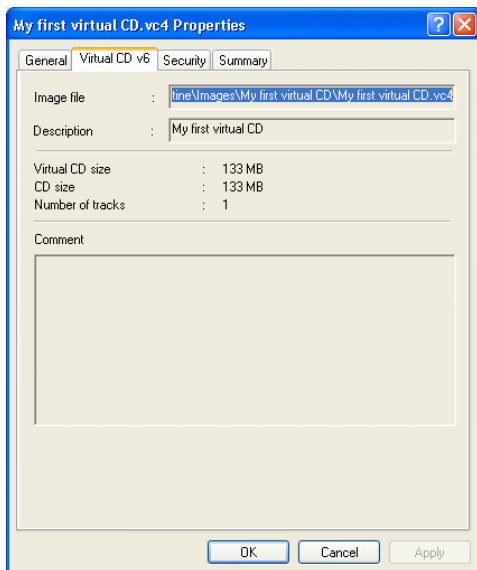 My first virtual CD.vc4 Properties
General Virtual CD v6 Security Summary
Image file : tine\Images\My first virtual CD\My first virtual CD.vc4
Description : My first virtual CD
Virtual CD size : 133 MB
CD size : 133 MB
Number of tracks : 1
Comment
OK Cancel Apply